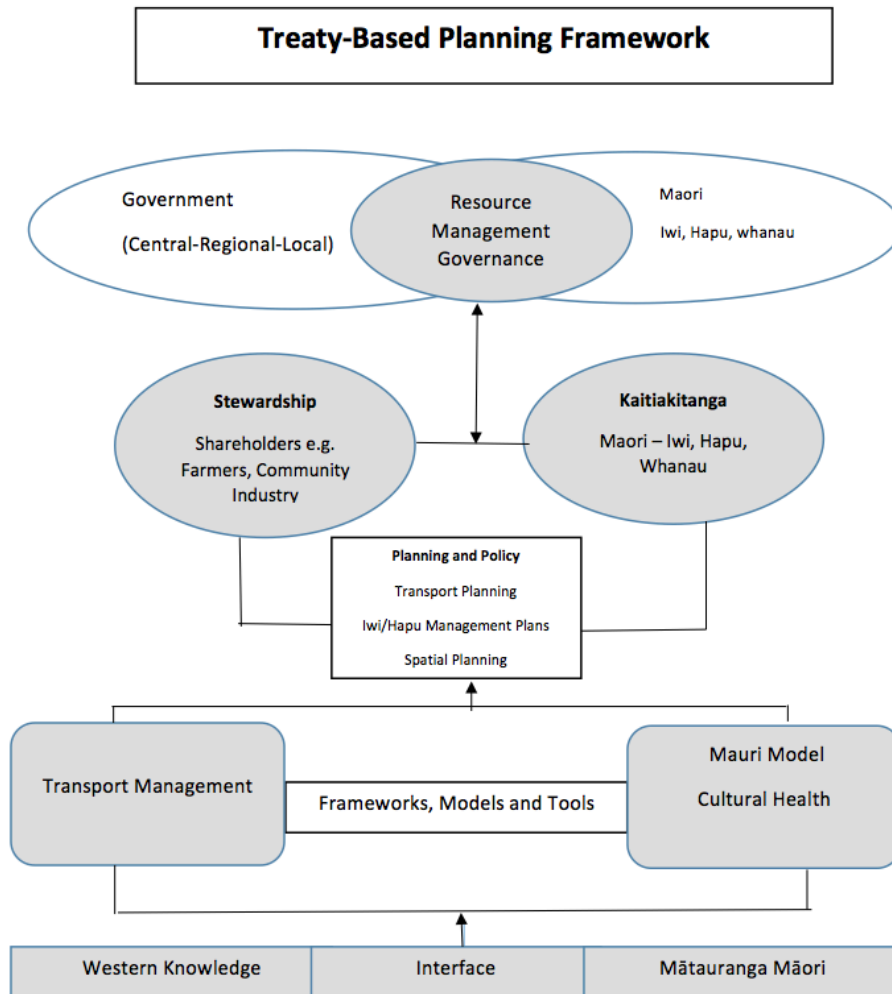 Treaty-Based Planning Framework
Government
(Central-Regional-Local)
Resource
Management
Governance
Maori
Iwi, Hapu, whanau
Stewardship
Shareholders e.g.
Farmers, Community
Industry
Kaitiakitanga
Maori – Iwi, Hapu,
Whanau
Planning and Policy
Transport Planning
Iwi/Hapu Management Plans
Spatial Planning
Transport Management
Frameworks, Models and Tools
Mauri Model
Cultural Health
Western Knowledge
Interface
Mātauranga Māori